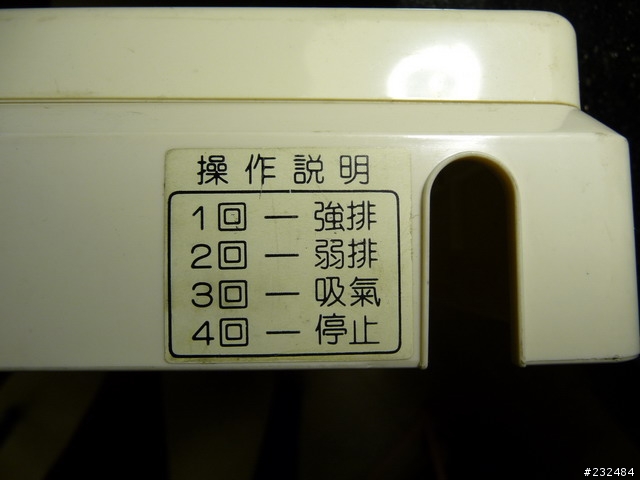 操作説明
1回 — 強排
2回 — 弱排
3回 — 吸氣
4回 — 停止
#232484